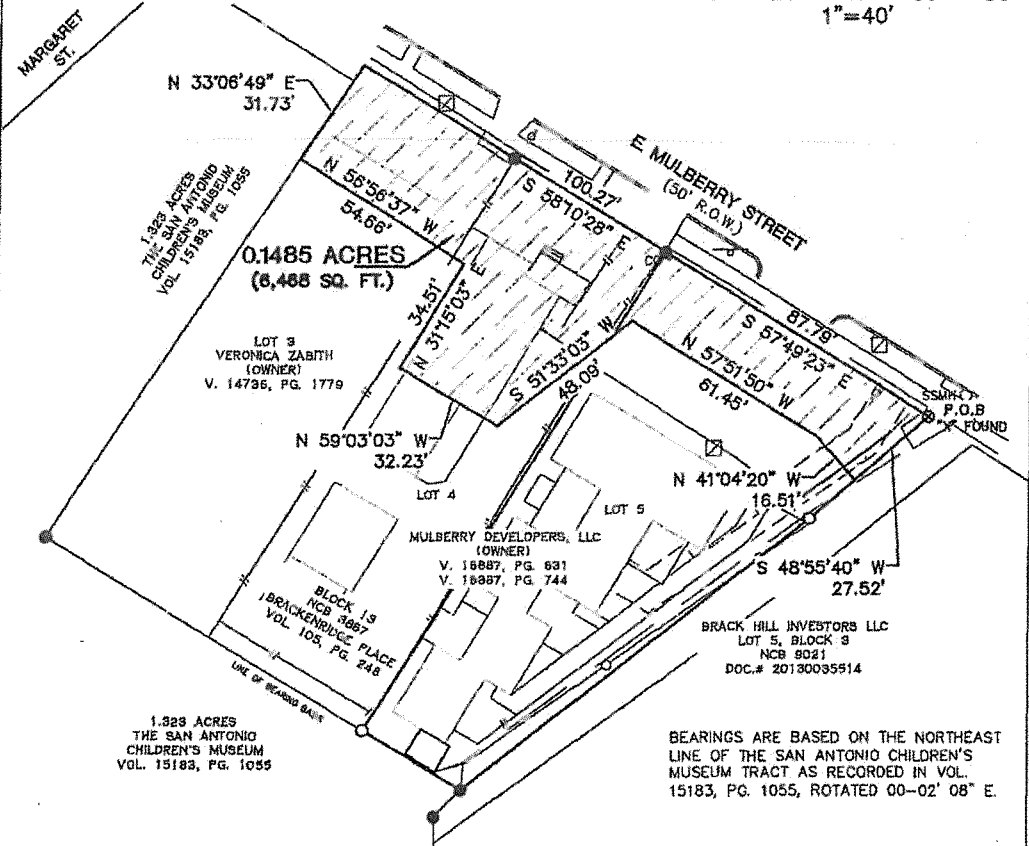 1"=40'
MARGARET
ST.
N 33°06'49" E
31.73'
E MULBERRY STREET
(50' R.O.W.)
100.27'
S 58°10'28" E
N 56°56'37" W
54.66'
1.323 ACRES
THE SAN ANTONIO
CHILDREN'S MUSEUM
VOL. 15183, PG. 1055
0.1485 ACRES
(6,468 SQ. FT.)
34.51'
N 31°15'03" E
CO
87.79'
S 57°49'23" E
S 51°33'03" W
48.09'
N 57°51'50" W
61.45'
LOT 3
VERONICA ZABITH
(OWNER)
V. 14736, PG. 1779
SSMH
P.O.B
"X" FOUND
N 59°03'03" W
32.23'
LOT 4
N 41°04'20" W
16.51'
LOT 5
MULBERRY DEVELOPERS, LLC
(OWNER)
V. 16887, PG. 631
V. 16887, PG. 744
S 48°55'40" W
27.52'
BLOCK 13
NCB 3867
BRACKENRIDGE PLACE
VOL. 105, PG. 248
BRACK HILL INVESTORS LLC
LOT 5, BLOCK 3
NCB 9021
DOC.# 20130035514
LINE OF BEARING BASIS
1.323 ACRES
THE SAN ANTONIO
CHILDREN'S MUSEUM
VOL. 15183, PG. 1055
BEARINGS ARE BASED ON THE NORTHEAST
LINE OF THE SAN ANTONIO CHILDREN'S
MUSEUM TRACT AS RECORDED IN VOL.
15183, PG. 1055, ROTATED 00-02' 08" E.